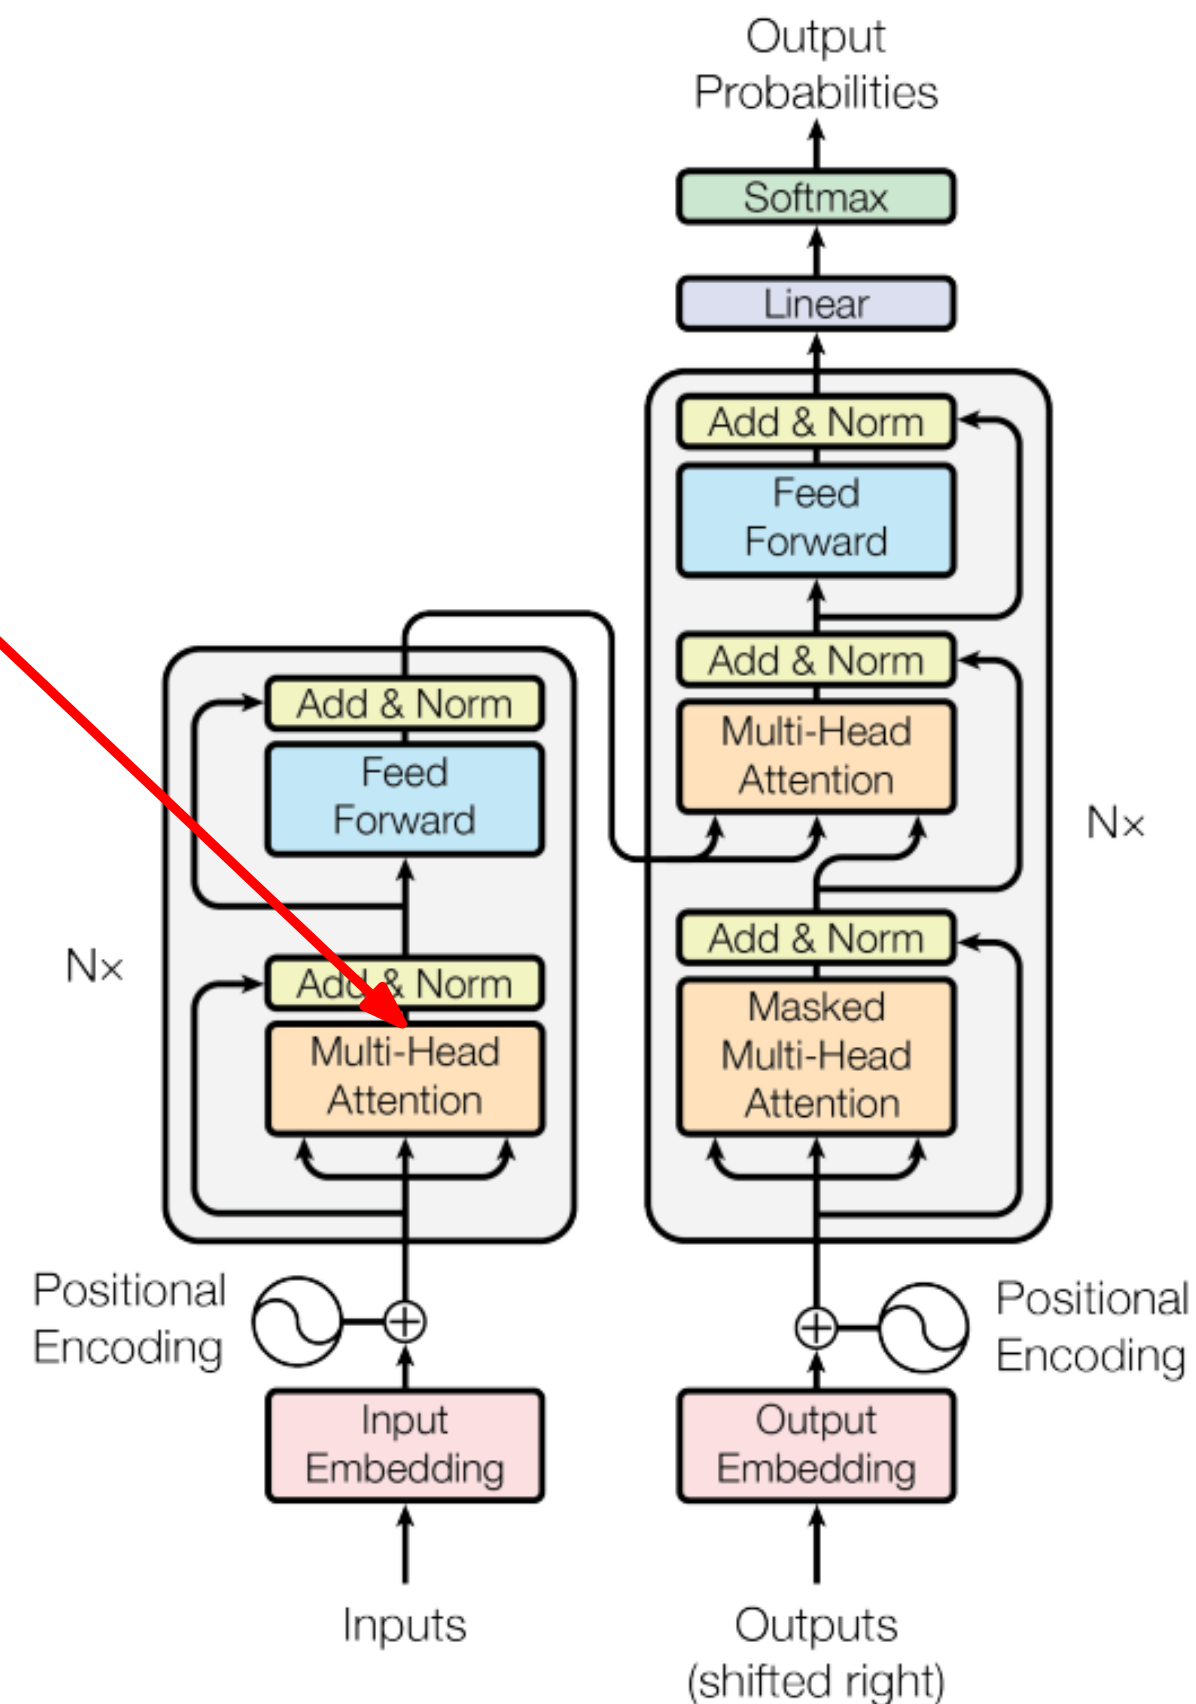 Output
Probabilities
Softmax
Linear
Add & Norm
Feed
Forward
Add & Norm
Multi-Head
Attention
Nx
Add & Norm
Masked
Multi-Head
Attention
Add & Norm
Feed
Forward
Nx
Add & Norm
Multi-Head
Attention
Positional
Encoding
Positional
Encoding
Input
Embedding
Output
Embedding
Inputs
Outputs
(shifted right)